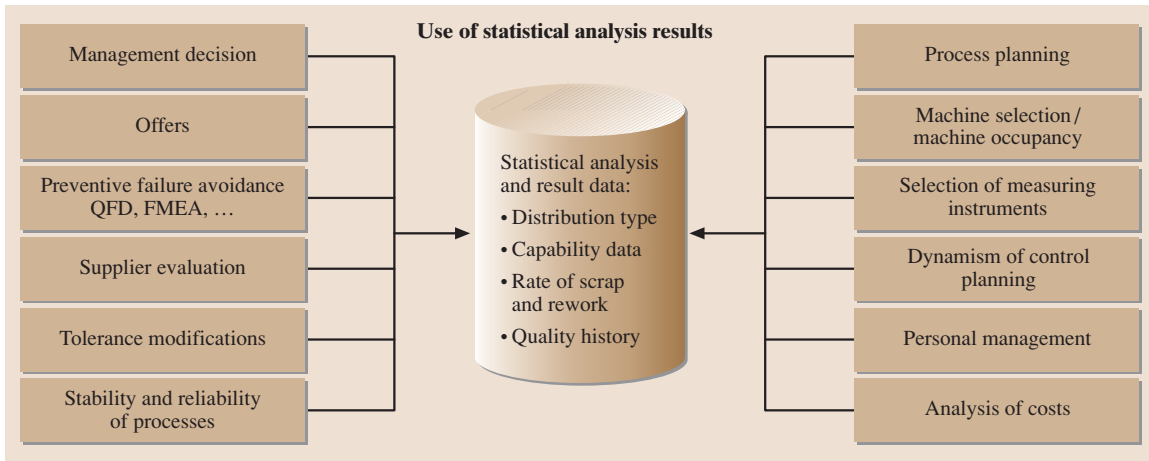 Use of statistical analysis results
Management decision
Offers
Preventive failure avoidance
QFD, FMEA, …
Supplier evaluation
Tolerance modifications
Stability and reliability
of processes
Statistical analysis
and result data:
• Distribution type
• Capability data
• Rate of scrap
and rework
• Quality history
Process planning
Machine selection/
machine occupancy
Selection of measuring
instruments
Dynamism of control
planning
Personal management
Analysis of costs